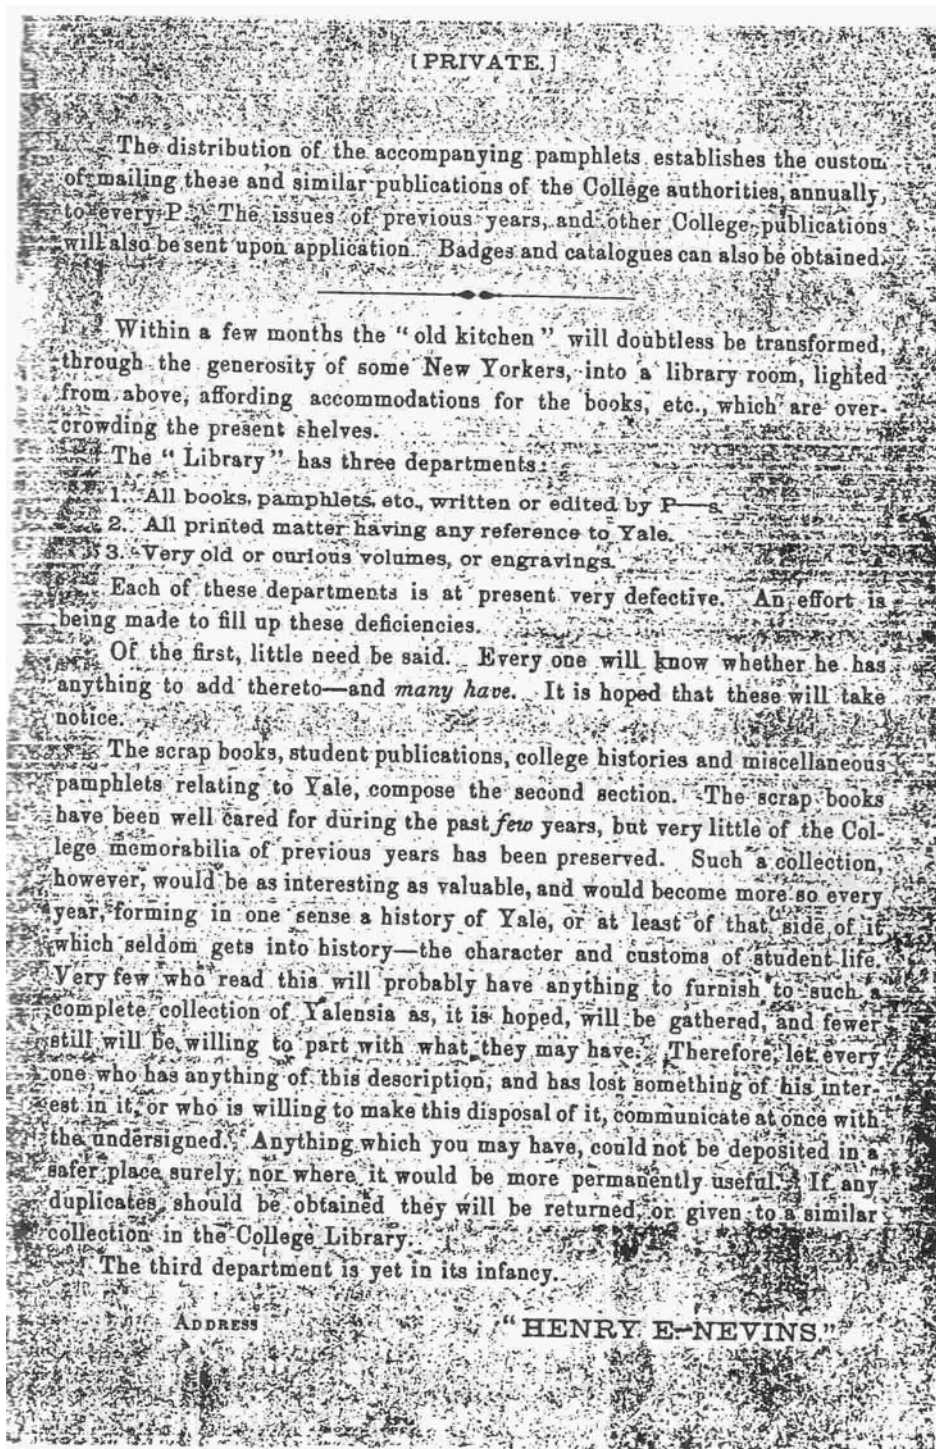 [PRIVATE.]
The distribution of the accompanying pamphlets establishes the custom
of mailing these and similar publications of the College authorities, annually,
to every P. The issues of previous years, and other College publications
will also be sent upon application. Badges and catalogues can also be obtained.
Within a few months the "old kitchen" will doubtless be transformed,
through the generosity of some New Yorkers, into a library room, lighted
from above, affording accommodations for the books, etc., which are over-
crowding the present shelves.
The "Library" has three departments:
1. All books, pamphlets, etc., written or edited by P——s.
2. All printed matter having any reference to Yale.
3. Very old or curious volumes, or engravings.
Each of these departments is at present very defective. An effort is
being made to fill up these deficiencies.
Of the first, little need be said. Every one will know whether he has
anything to add thereto—and many have. It is hoped that these will take
notice.
The scrap books, student publications, college histories and miscellaneous
pamphlets relating to Yale, compose the second section. The scrap books
have been well cared for during the past few years, but very little of the Col-
lege memorabilia of previous years has been preserved. Such a collection,
however, would be as interesting as valuable, and would become more so every
year, forming in one sense a history of Yale, or at least of that side of it
which seldom gets into history—the character and customs of student life.
Very few who read this will probably have anything to furnish to such a
complete collection of Yalensia as, it is hoped, will be gathered, and fewer
still will be willing to part with what they may have. Therefore, let every
one who has anything of this description, and has lost something of his inter-
est in it, or who is willing to make this disposal of it, communicate at once with
the undersigned. Anything which you may have, could not be deposited in a
safer place surely, nor where it would be more permanently useful. If any
duplicates should be obtained they will be returned, or given to a similar
collection in the College Library.
The third department is yet in its infancy.
ADDRESS "HENRY E. NEVINS."